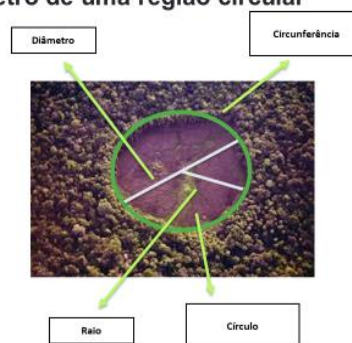 de uma região circular
Diâmetro
Circunferência
Raio
Círculo